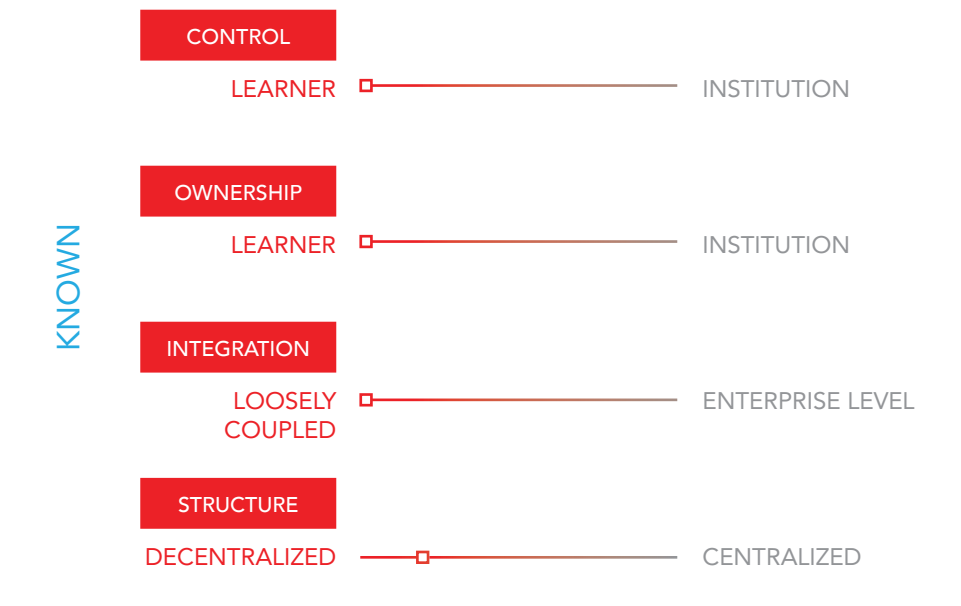 KNOWN
CONTROL
LEARNER
INSTITUTION
OWNERSHIP
LEARNER
INSTITUTION
INTEGRATION
LOOSELY
COUPLED
ENTERPRISE LEVEL
STRUCTURE
DECENTRALIZED
CENTRALIZED